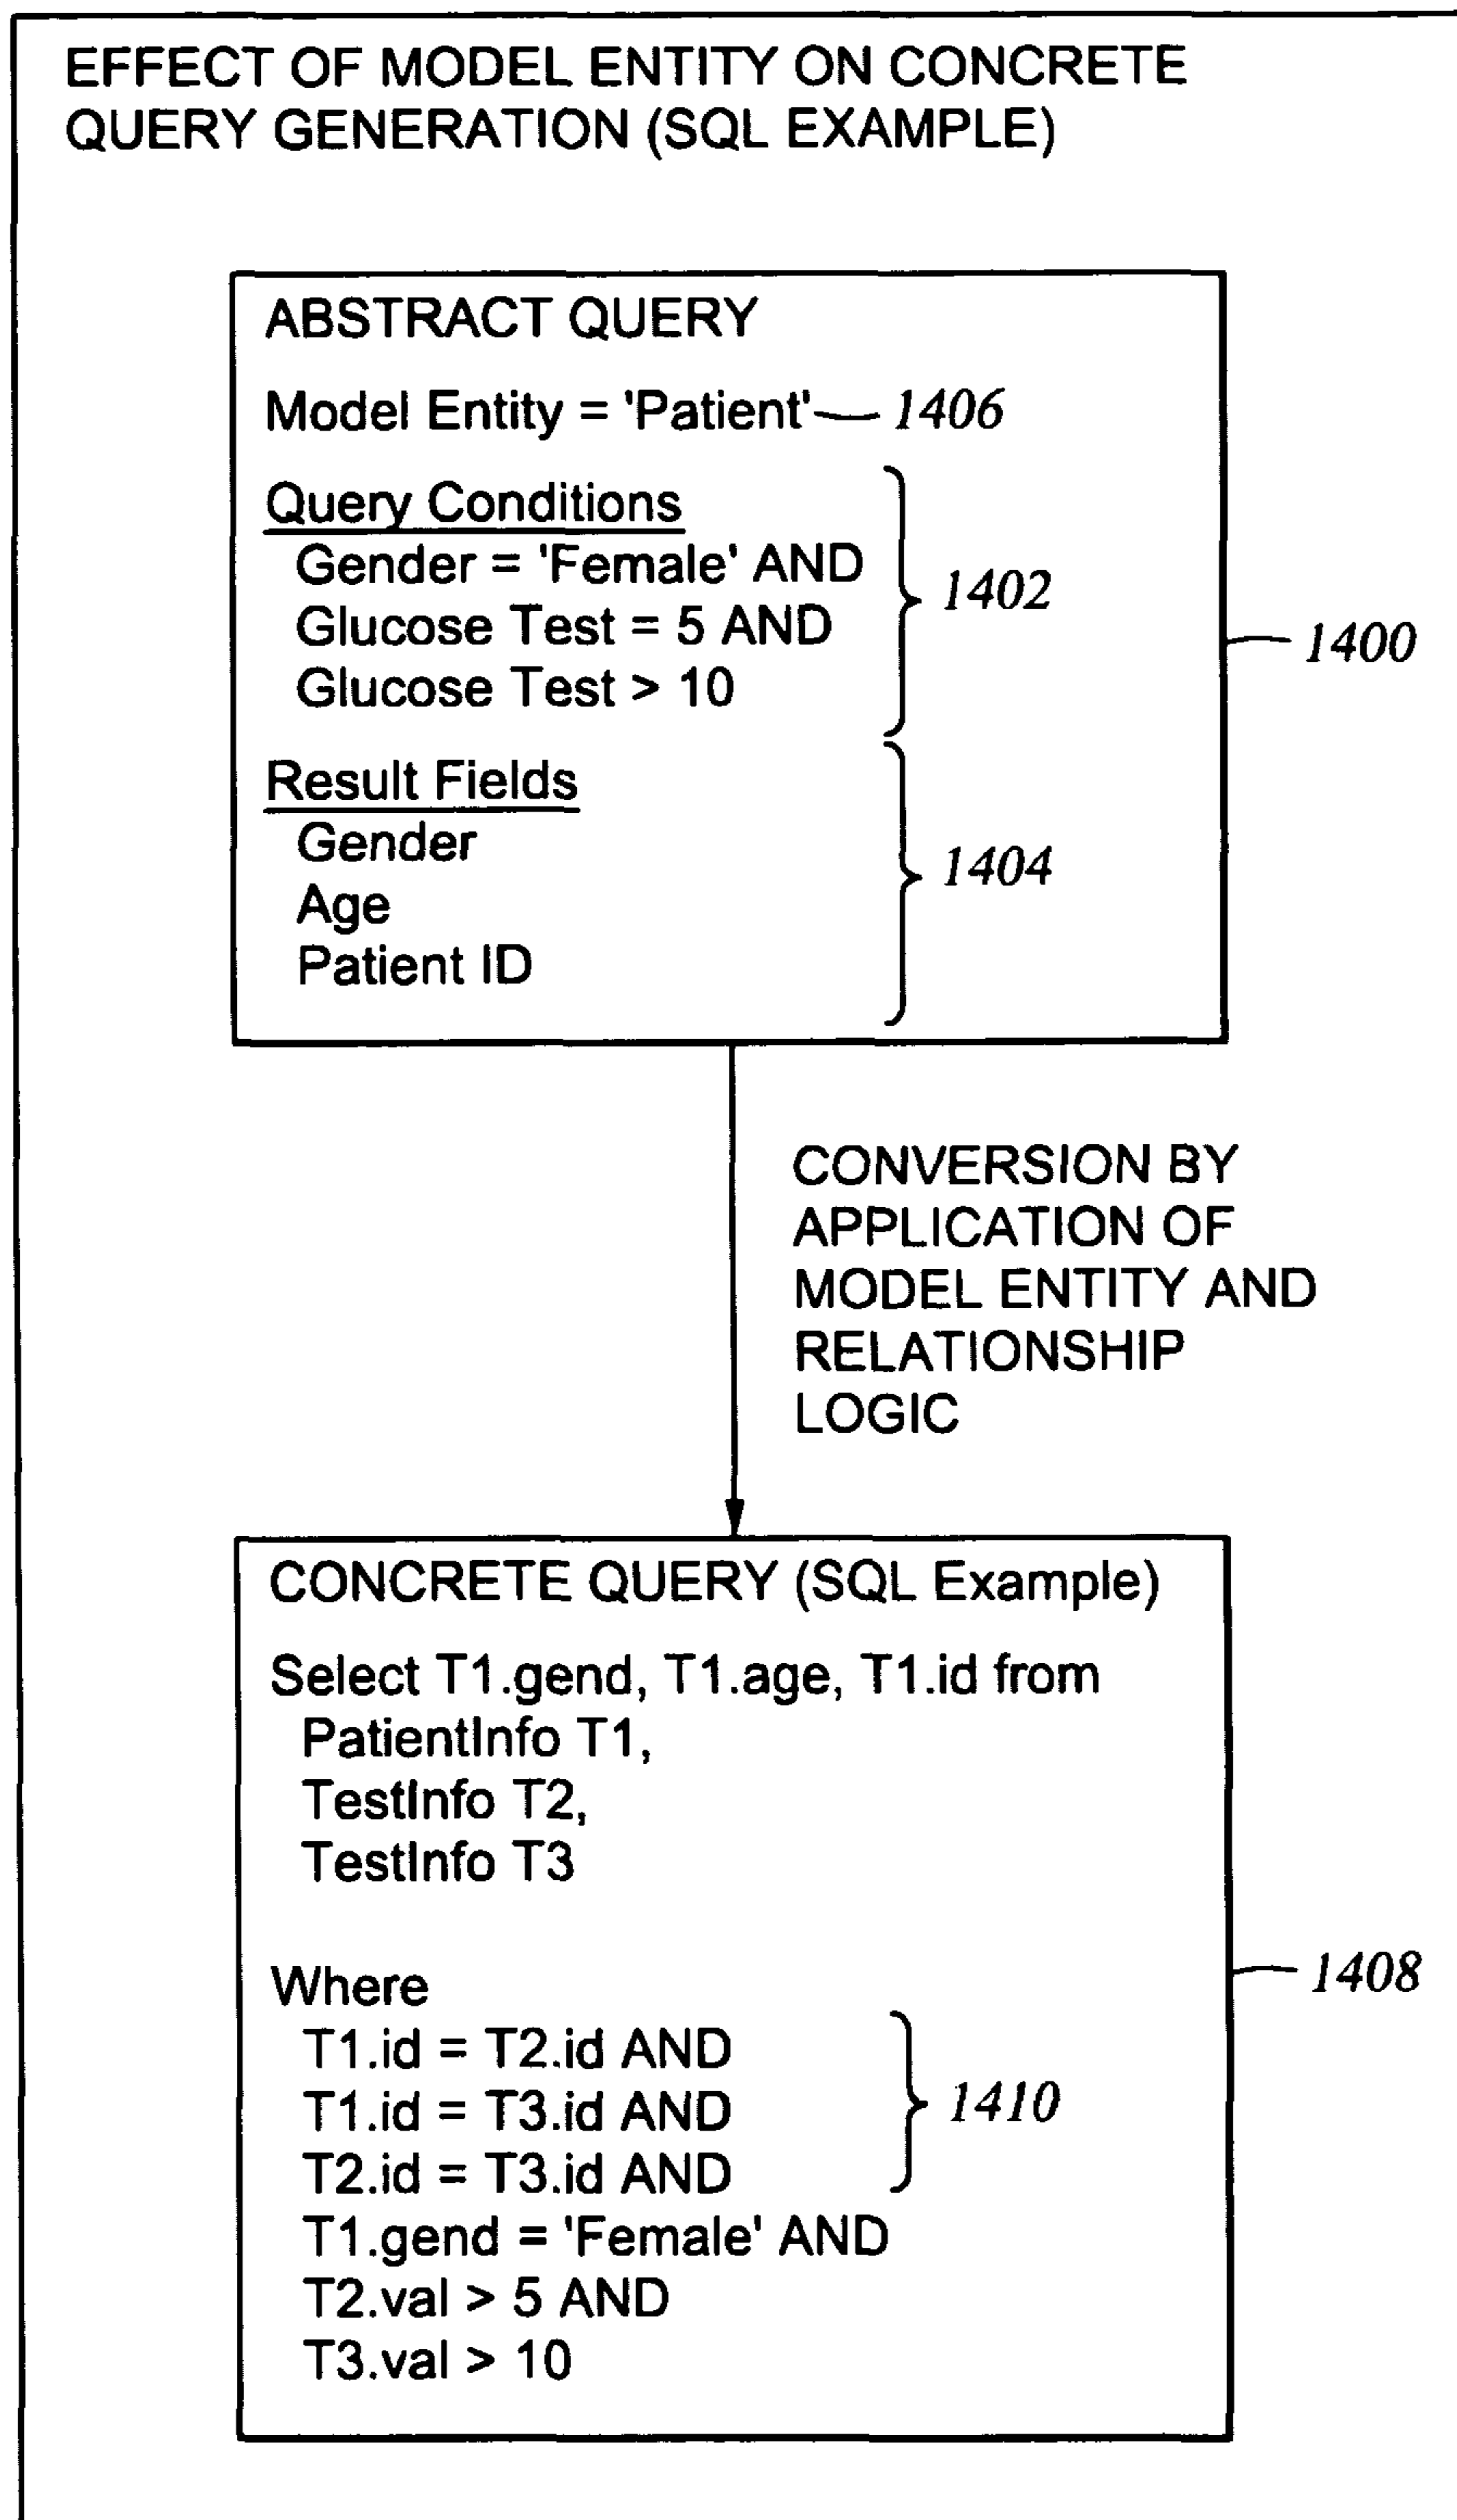 EFFECT OF MODEL ENTITY ON CONCRETE
QUERY GENERATION (SQL EXAMPLE)
ABSTRACT QUERY
Model Entity = 'Patient' 1406
Query Conditions
Gender = 'Female' AND
Glucose Test = 5 AND
Glucose Test > 10
1402
1400
Result Fields
Gender
Age
Patient ID
1404
CONVERSION BY
APPLICATION OF
MODEL ENTITY AND
RELATIONSHIP
LOGIC
CONCRETE QUERY (SQL Example)
Select T1.gend, T1.age, T1.id from
PatientInfo T1,
TestInfo T2,
TestInfo T3
1408
Where
T1.id = T2.id AND
T1.id = T3.id AND
T2.id = T3.id AND
1410
T1.gend = 'Female' AND
T2.val > 5 AND
T3.val > 10